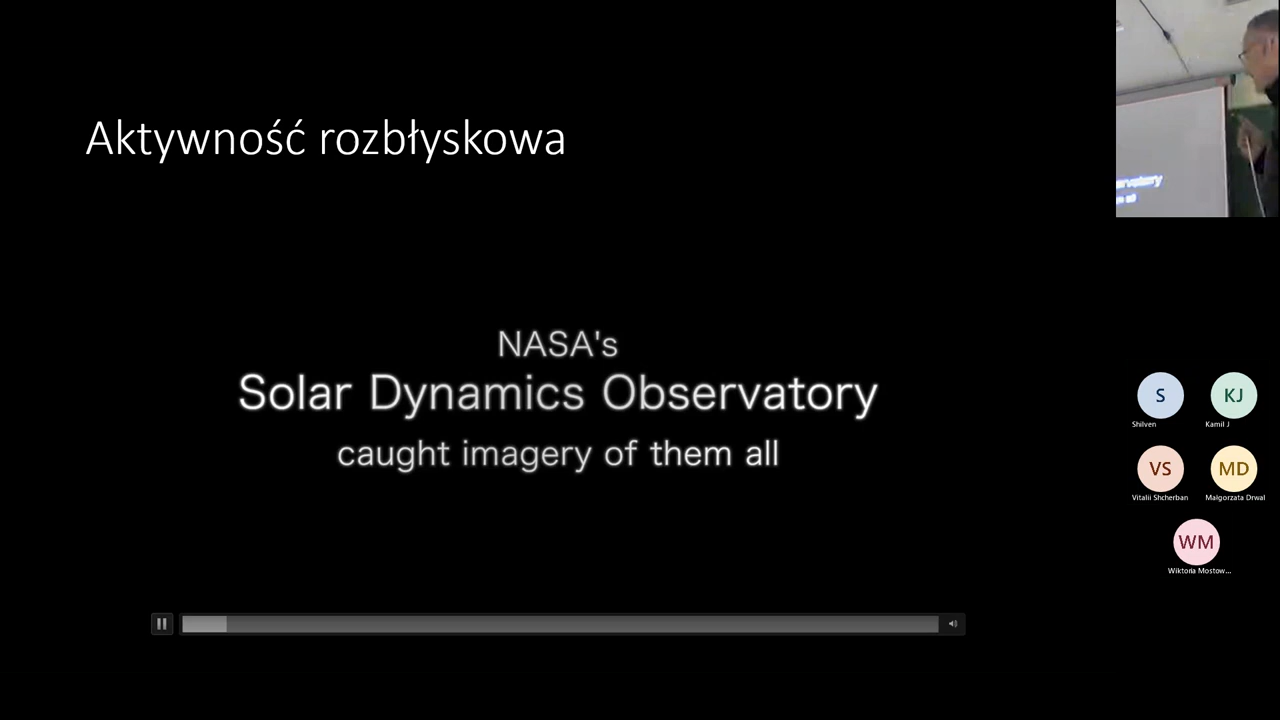 Aktywność rozbłyskowa
NASA's
Solar Dynamics Observatory
caught imagery of them all
S
KJ
Shilven
Kamil J
VS
MD
Vitalii Shcherban
Małgorzata Drwal
WM
Wiktoria Mostow...